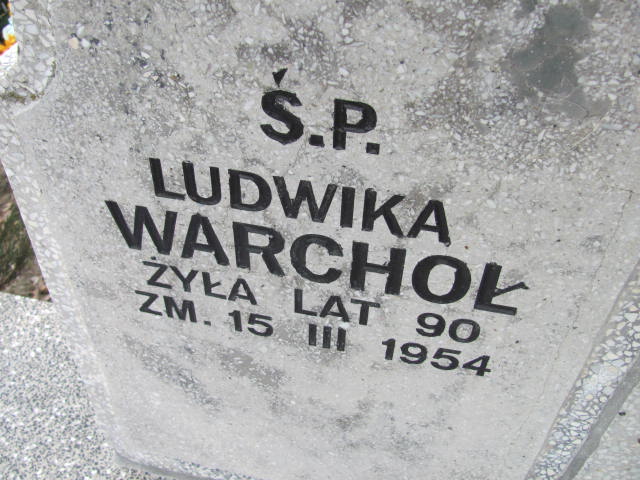 Ś.P.
LUDWIKA
WARCHOŁ
ŻYŁA LAT 90
ZM. 15 III 1954